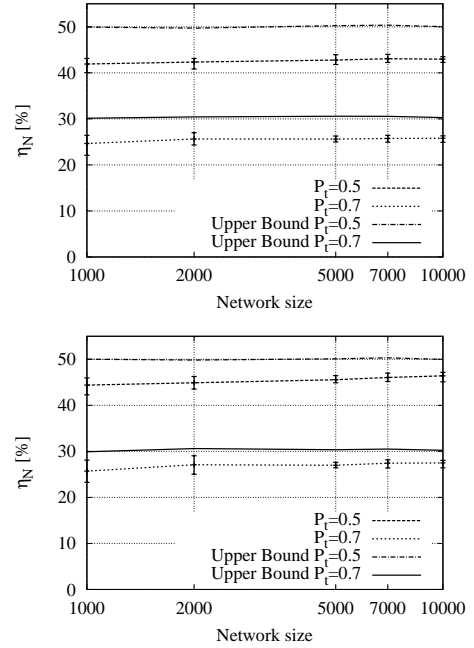 60
50
40
30
20
10
0
η_N [%]
P_t=0.5
P_t=0.7
Upper Bound P_t=0.5
Upper Bound P_t=0.7
1000 2000 5000 7000 10000
Network size
60
50
40
30
20
10
0
η_N [%]
P_t=0.5
P_t=0.7
Upper Bound P_t=0.5
Upper Bound P_t=0.7
1000 2000 5000 7000 10000
Network size